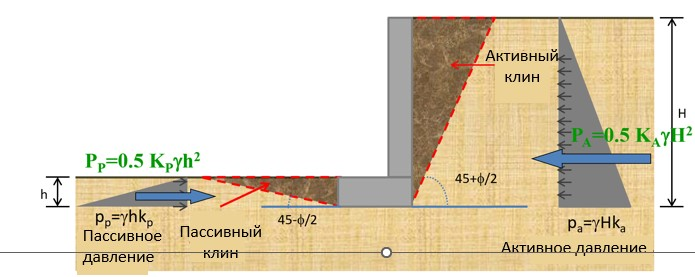 Активный
клин
H
P_A=0.5 K_AγH²
P_P=0.5 K_Pγh²
h
45+ϕ/2
45-ϕ/2
p_p=γhk_p
Пассивное
давление
Пассивный
клин
p_a=γHk_a
Активное давление